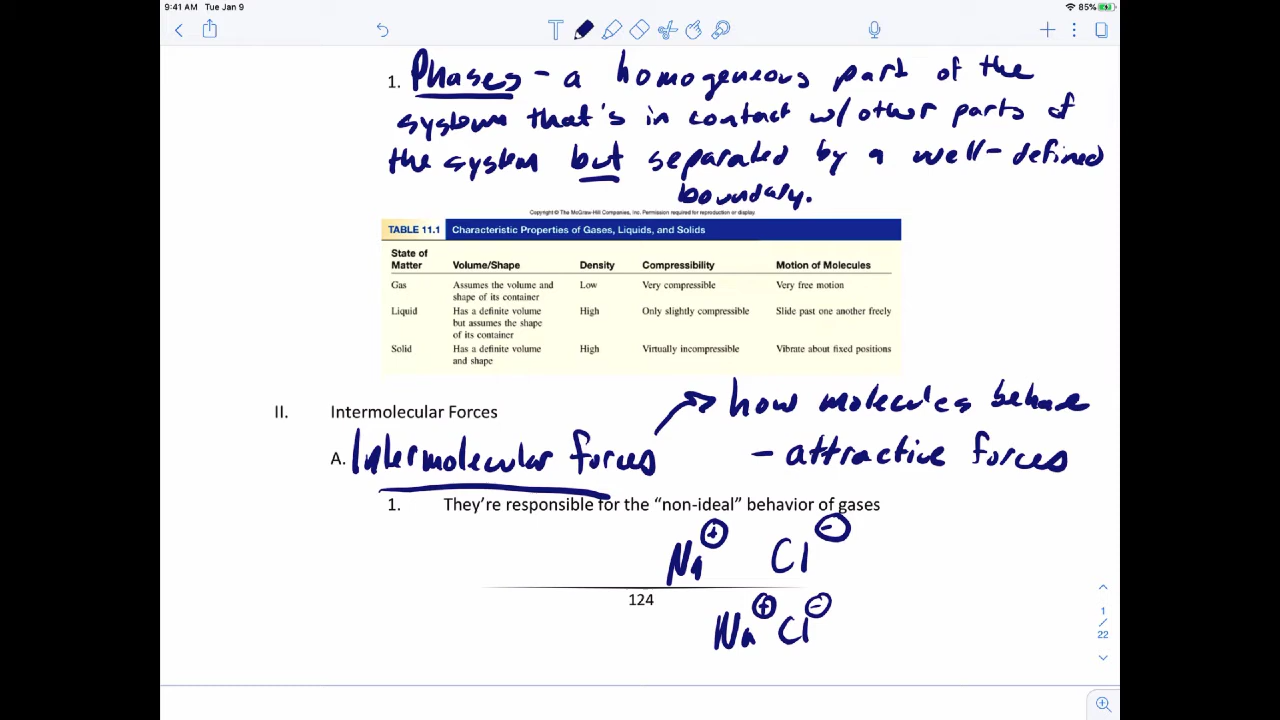 9:41 AM Tue Jan 9
85%
1. Phases - a homogeneous part of the
system that's in contact w/ other parts of
the system but separated by a well-defined
boundary.
Copyright © The McGraw-Hill Companies, Inc. Permission required for reproduction or display
TABLE 11.1 Characteristic Properties of Gases, Liquids, and Solids
State of
Matter Volume/Shape Density Compressibility Motion of Molecules
Gas Assumes the volume and Low Very compressible Very free motion
shape of its container
Liquid Has a definite volume High Only slightly compressible Slide past one another freely
but assumes the shape
of its container
Solid Has a definite volume High Virtually incompressible Vibrate about fixed positions
and shape
how molecules behave
II. Intermolecular Forces
A. Intermolecular forces - attractive forces
1. They're responsible for the “non-ideal” behavior of gases
Na + Cl -
124
Na + Cl -
1
/
22